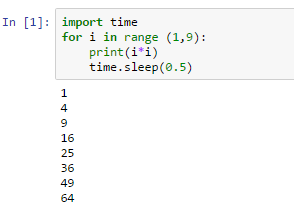 In [1]: import time
for i in range (1,9):
    print(i*i)
    time.sleep(0.5)
1
4
9
16
25
36
49
64